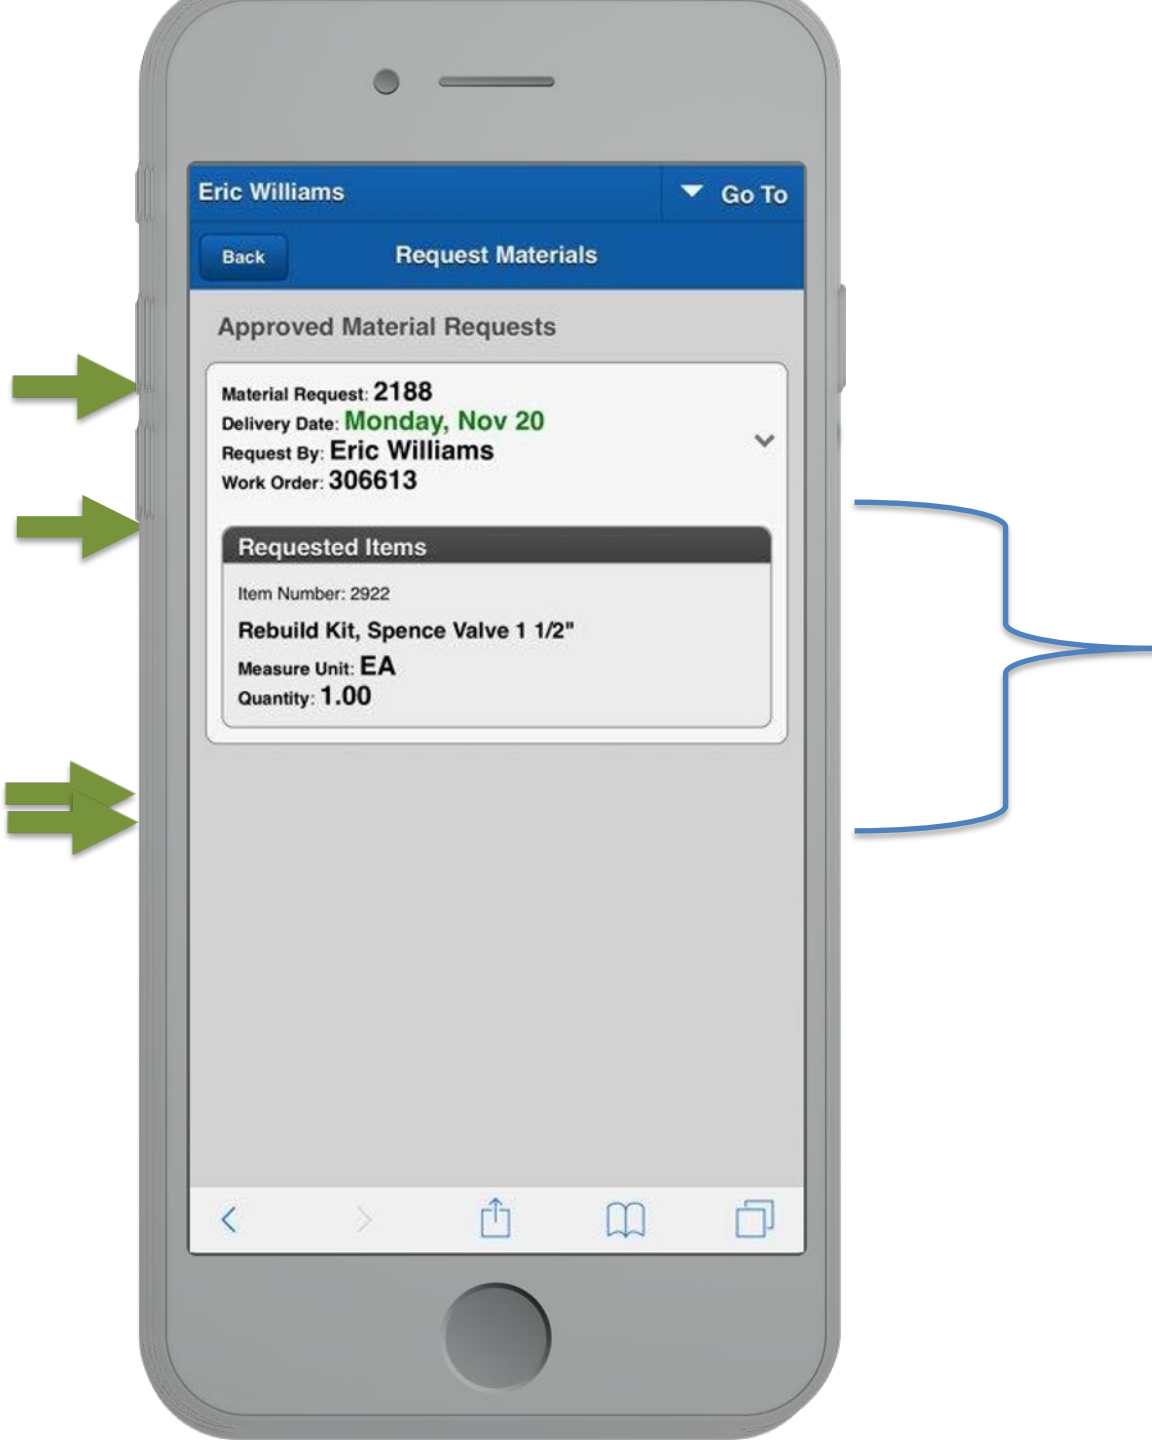 Eric Williams
Go To
Back
Request Materials
Approved Material Requests
Material Request: 2188
Delivery Date: Monday, Nov 20
Request By: Eric Williams
Work Order: 306613
Requested Items
Item Number: 2922
Rebuild Kit, Spence Valve 1 1/2"
Measure Unit: EA
Quantity: 1.00